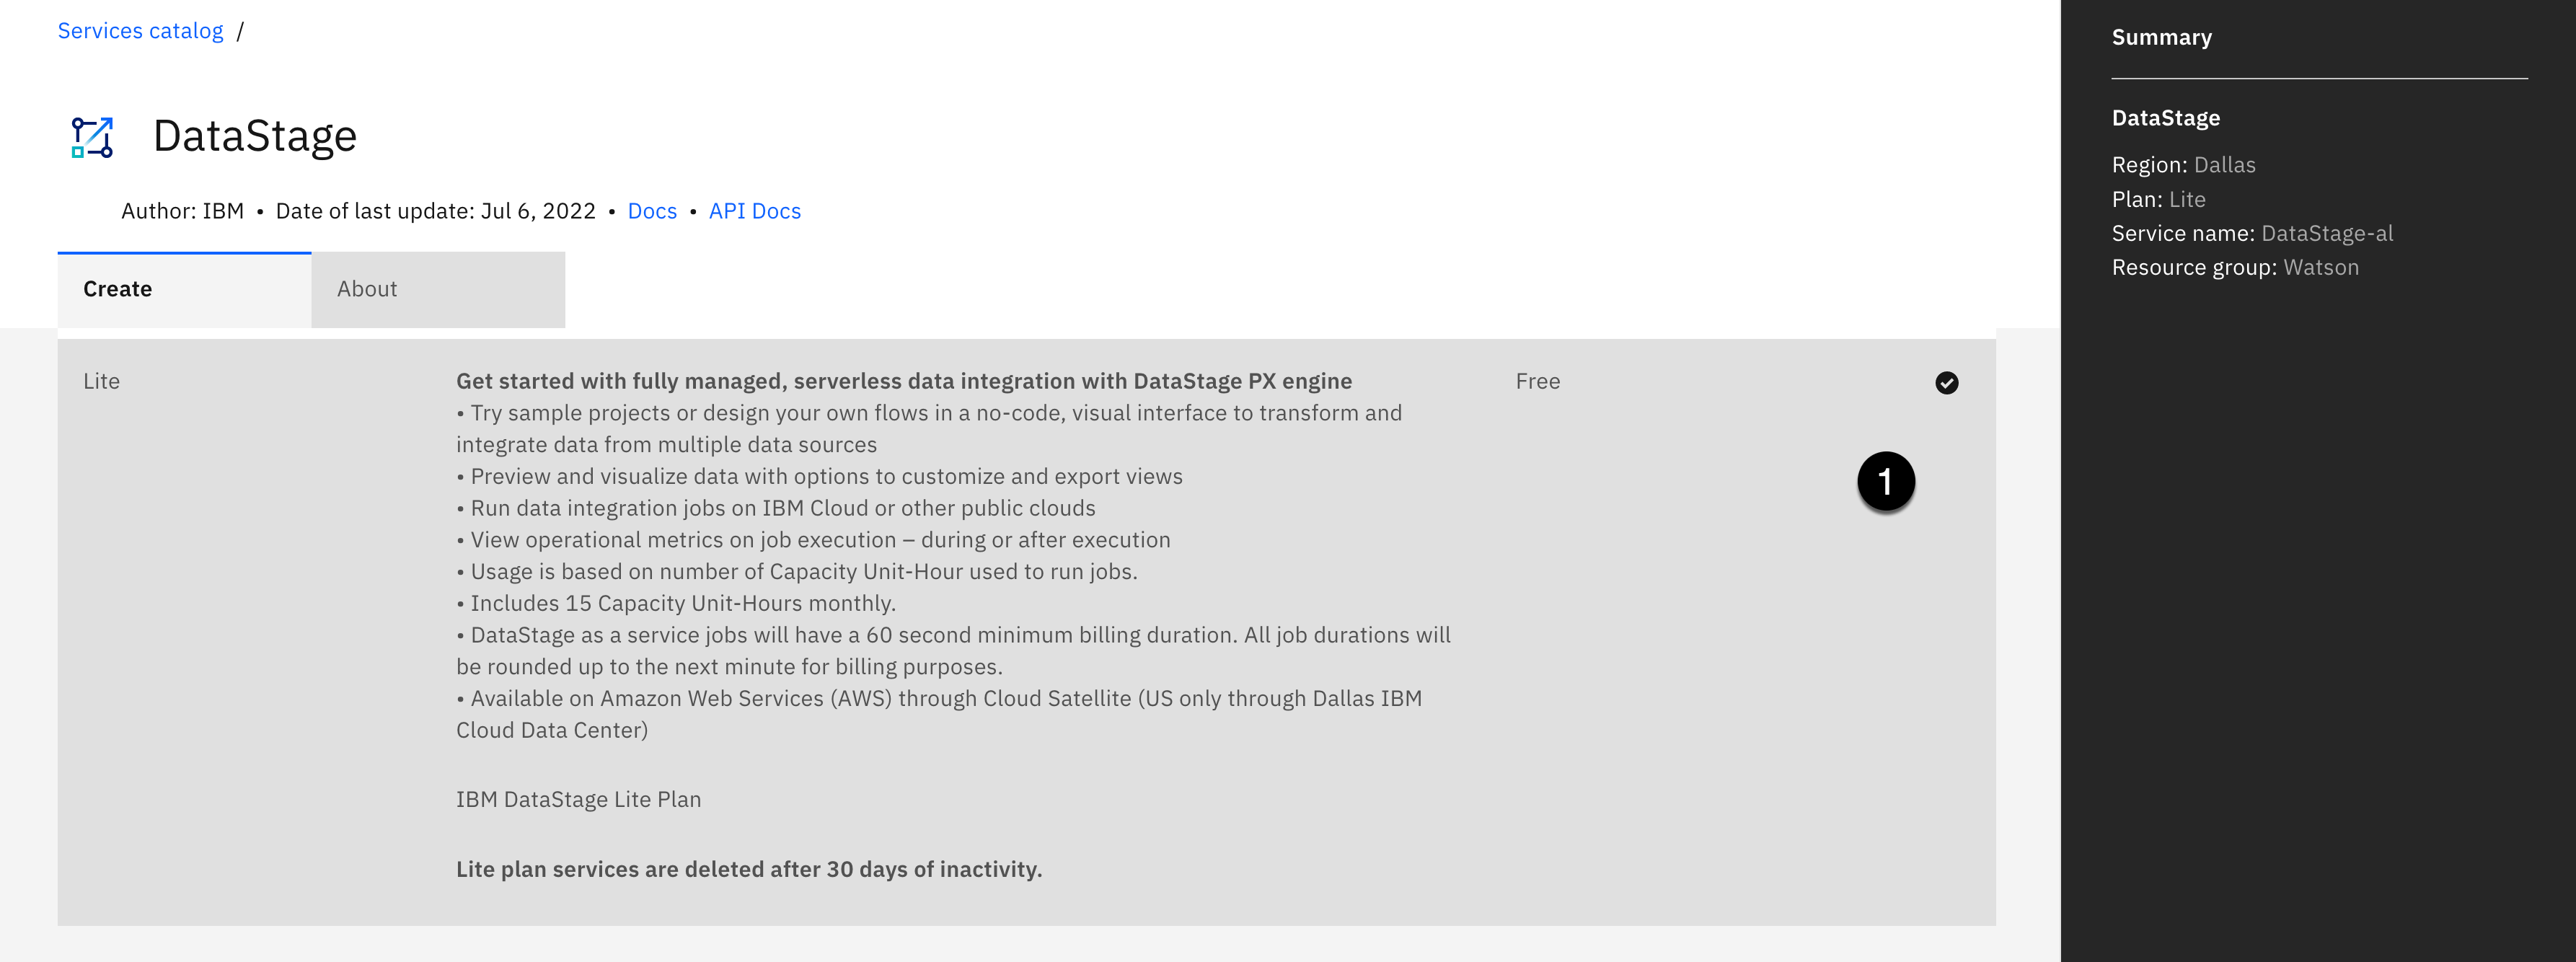 Services catalog /
DataStage
Author: IBM • Date of last update: Jul 6, 2022 • Docs • API Docs
Create
About
Lite
Get started with fully managed, serverless data integration with DataStage PX engine
• Try sample projects or design your own flows in a no-code, visual interface to transform and
integrate data from multiple data sources
• Preview and visualize data with options to customize and export views
• Run data integration jobs on IBM Cloud or other public clouds
• View operational metrics on job execution – during or after execution
• Usage is based on number of Capacity Unit-Hour used to run jobs.
• Includes 15 Capacity Unit-Hours monthly.
• DataStage as a service jobs will have a 60 second minimum billing duration. All job durations will
be rounded up to the next minute for billing purposes.
• Available on Amazon Web Services (AWS) through Cloud Satellite (US only through Dallas IBM
Cloud Data Center)
IBM DataStage Lite Plan
Lite plan services are deleted after 30 days of inactivity.
Free
1
Summary
DataStage
Region: Dallas
Plan: Lite
Service name: DataStage-al
Resource group: Watson